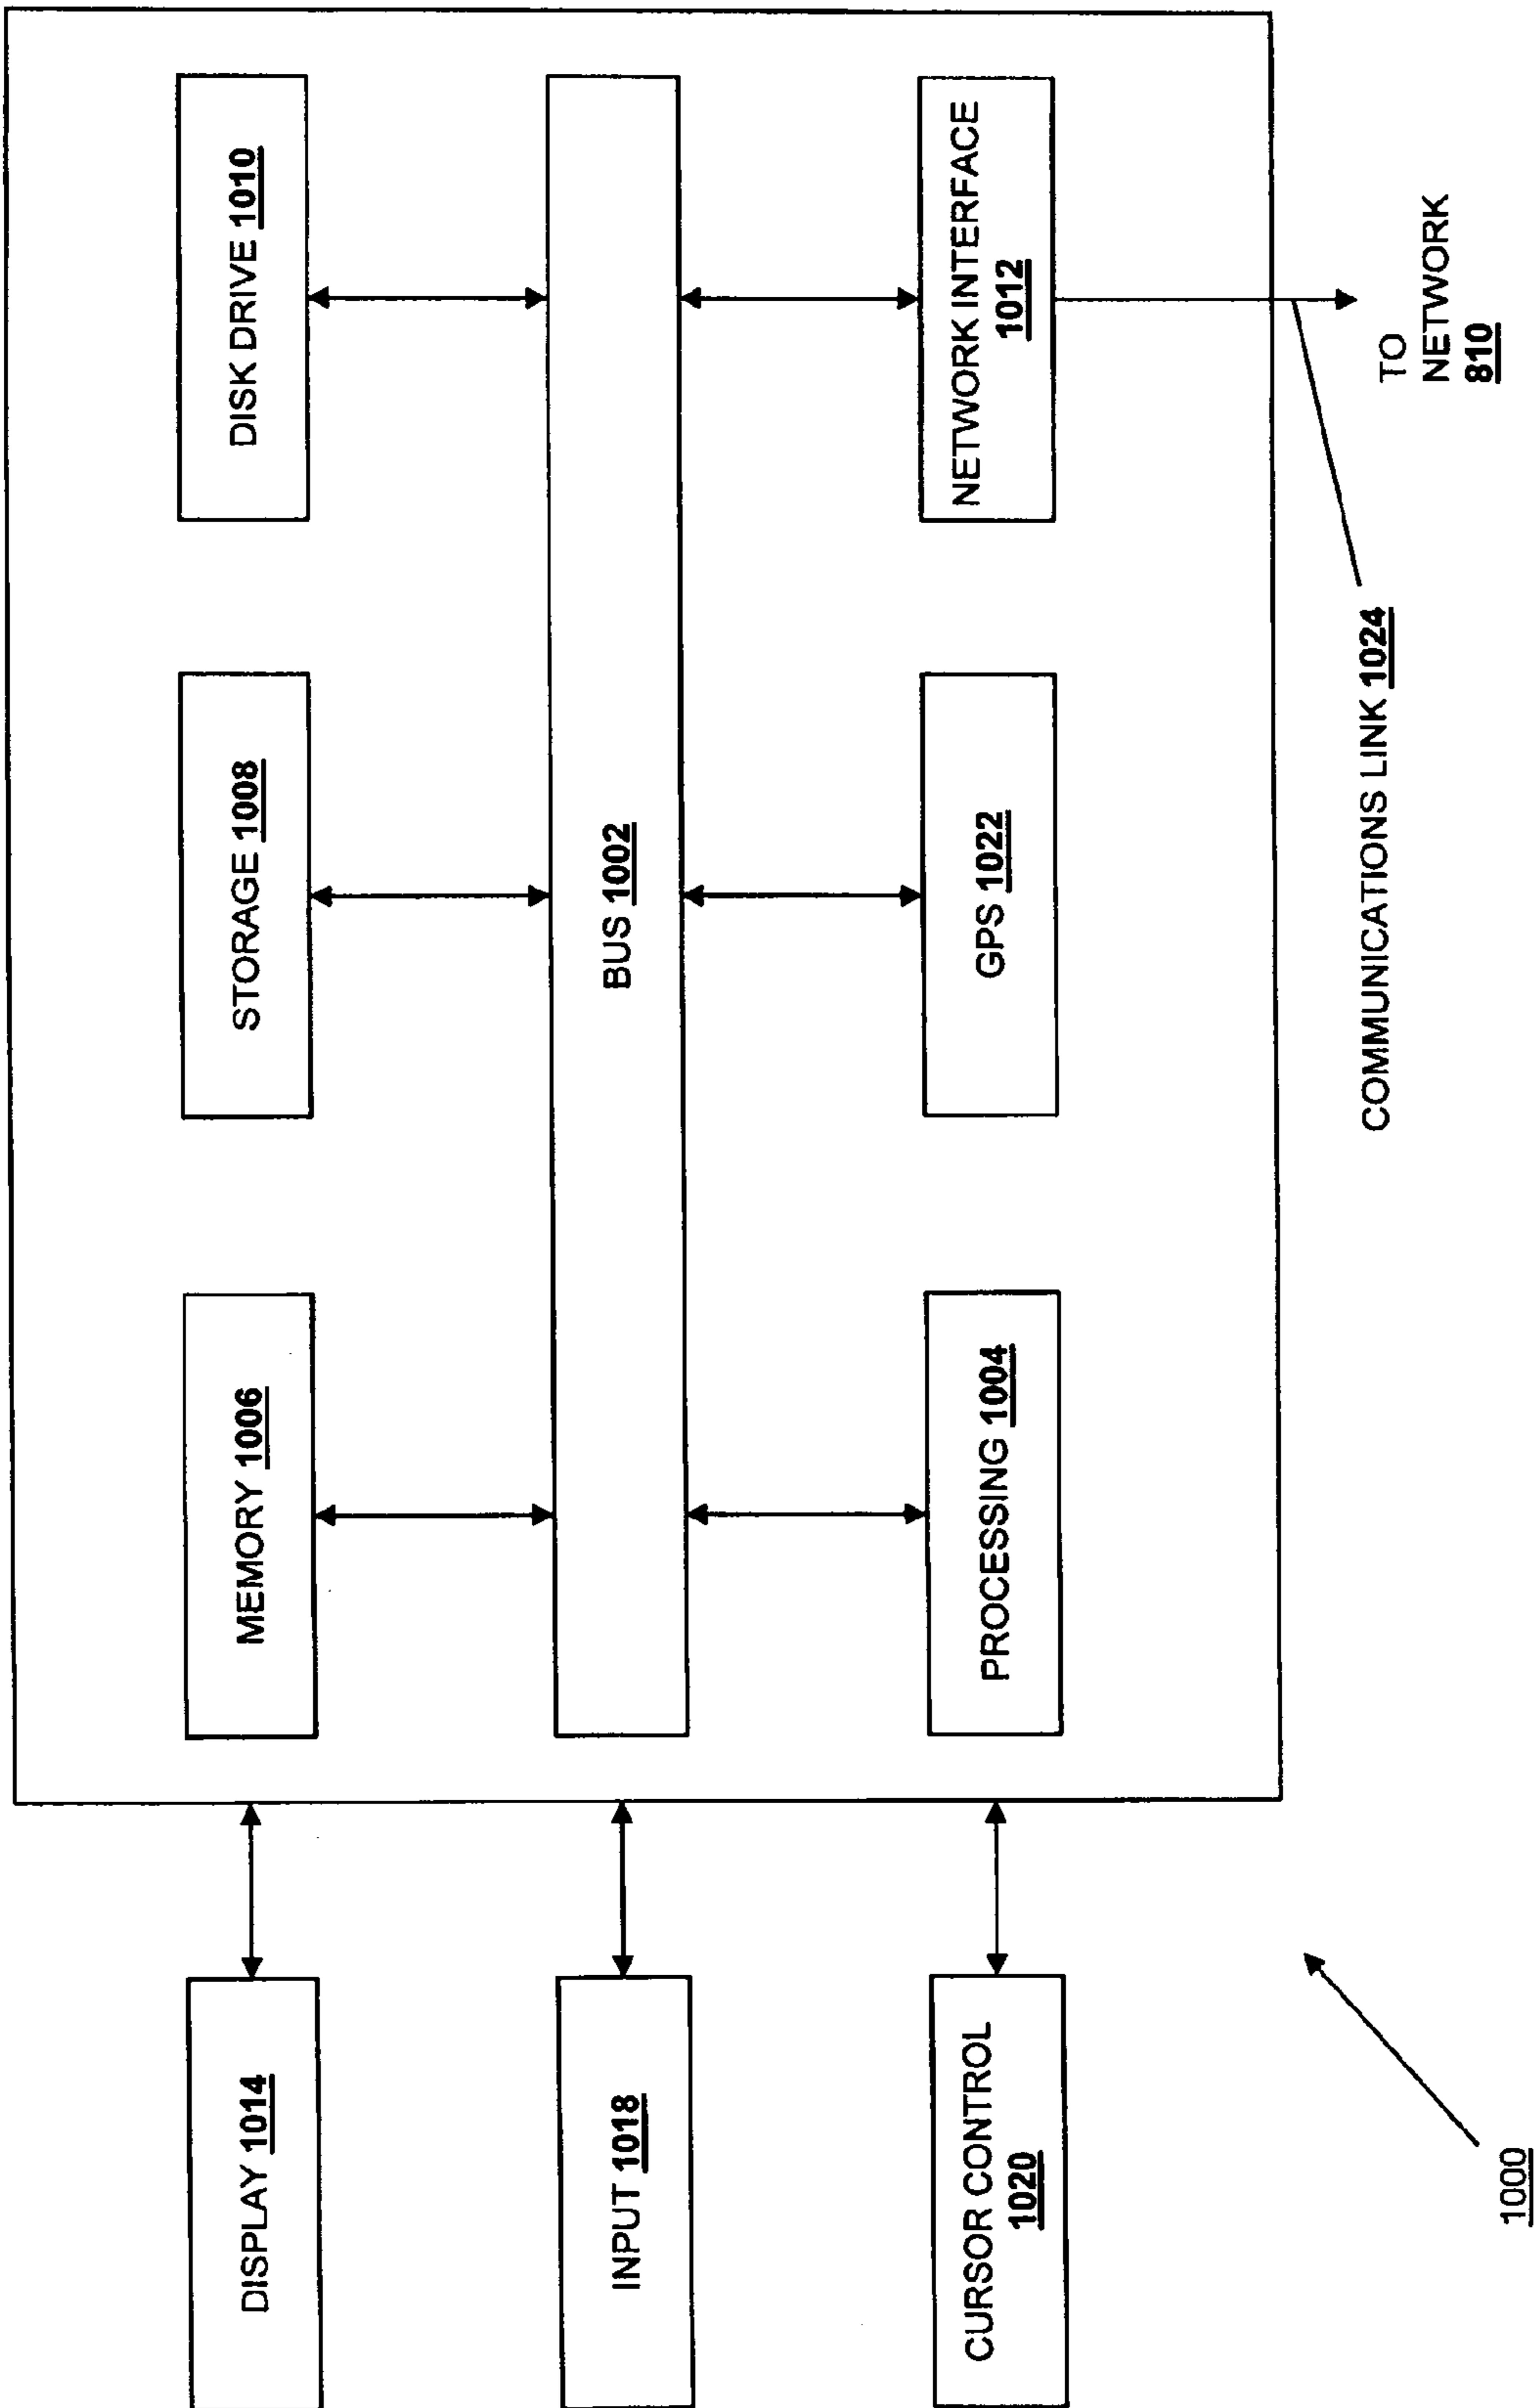 DISPLAY 1014
MEMORY 1006
STORAGE 1008
DISK DRIVE 1010
INPUT 1018
BUS 1002
CURSOR CONTROL
1020
PROCESSING 1004
GPS 1022
NETWORK INTERFACE
1012
COMMUNICATIONS LINK 1024
TO
NETWORK
810
1000